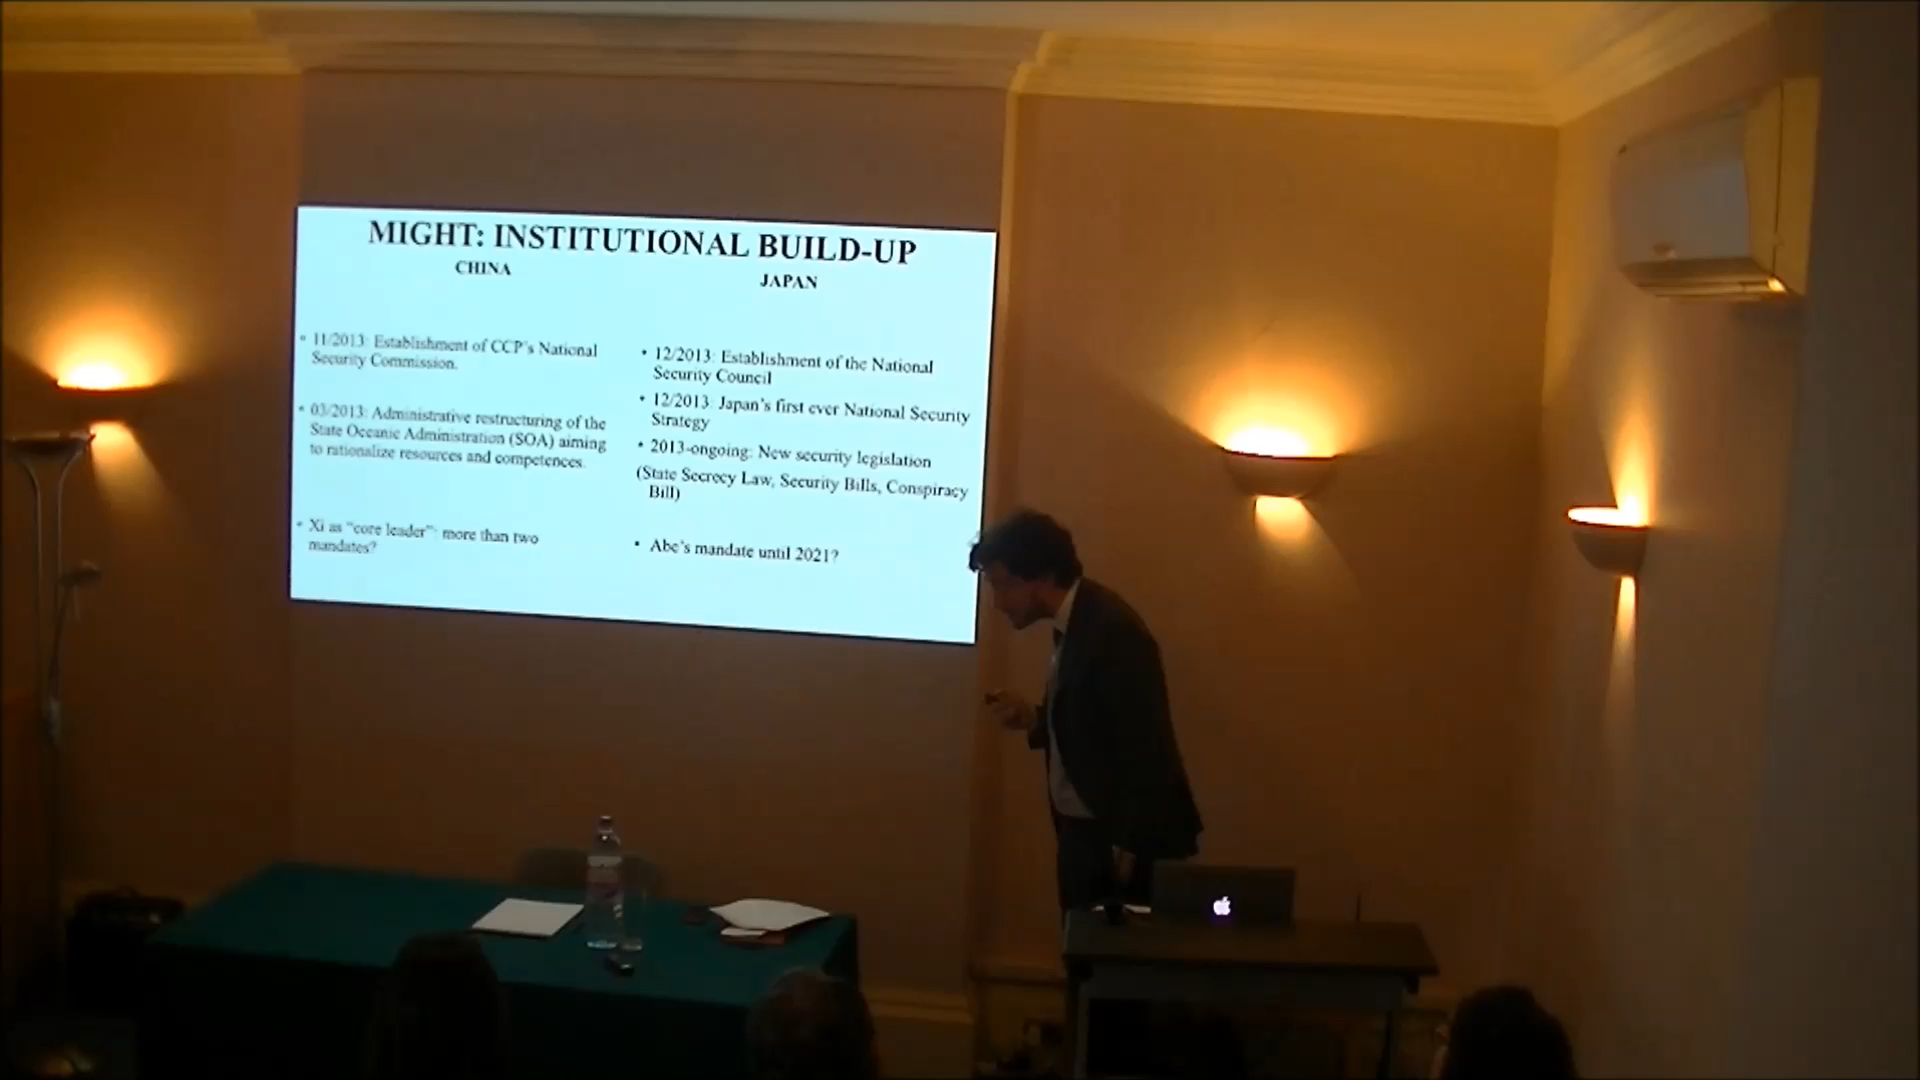 MIGHT: INSTITUTIONAL BUILD-UP
CHINA
• 11/2013: Establishment of CCP's National
Security Commission.
• 03/2013: Administrative restructuring of the
State Oceanic Administration (SOA) aiming
to rationalize resources and competences.
• Xi as "core leader": more than two
mandates?
JAPAN
• 12/2013: Establishment of the National
Security Council
• 12/2013: Japan's first ever National Security
Strategy
• 2013-ongoing: New security legislation
(State Secrecy Law, Security Bills, Conspiracy
Bill)
• Abe's mandate until 2021?